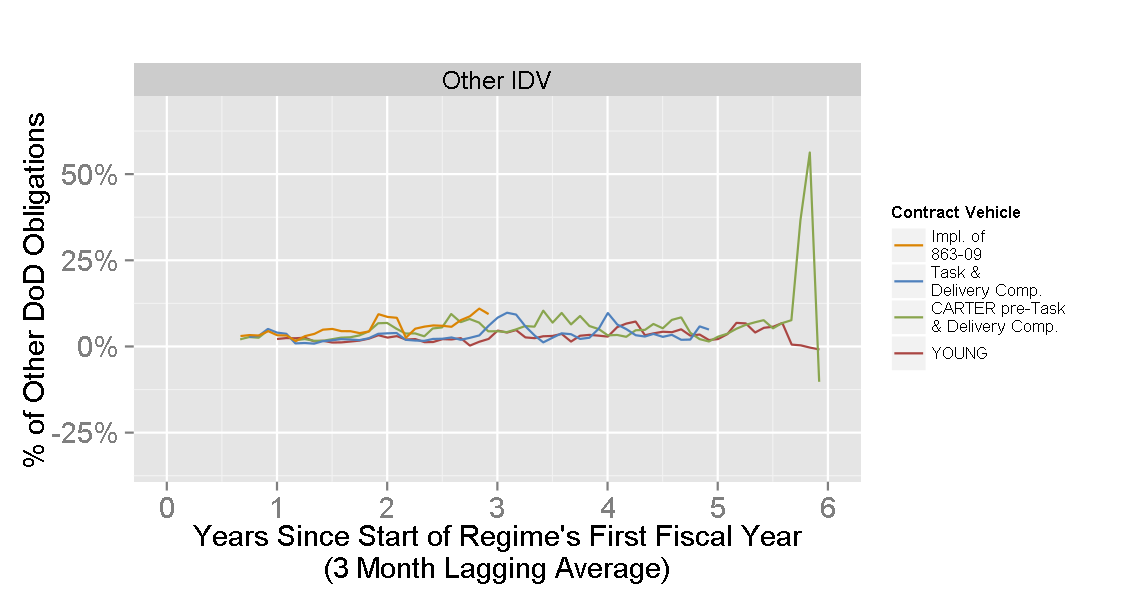 Other IDV
% of Other DoD Obligations
50%
25%
0%
-25%
0 1 2 3 4 5 6
Years Since Start of Regime's First Fiscal Year
(3 Month Lagging Average)
Contract Vehicle
Impl. of
863-09
Task &
Delivery Comp.
CARTER pre-Task
& Delivery Comp.
YOUNG